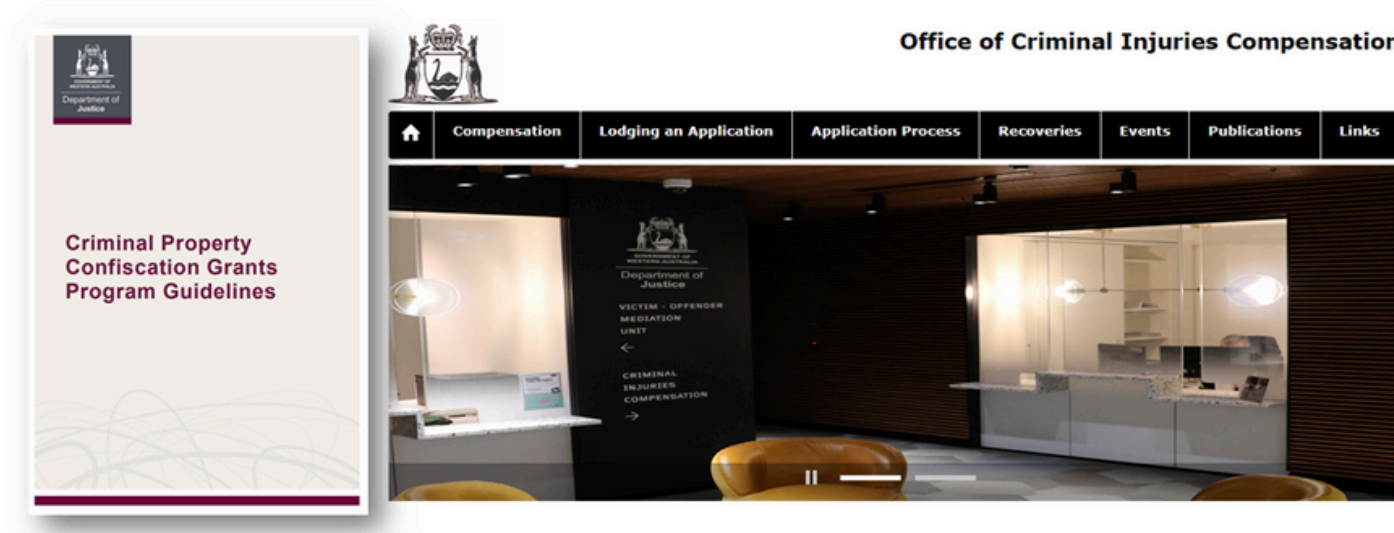 GOVERNMENT OF
WESTERN AUSTRALIA
Department of
Justice
Criminal Property
Confiscation Grants
Program Guidelines
Office of Criminal Injuries Compensation
Compensation
Lodging an Application
Application Process
Recoveries
Events
Publications
Links
GOVERNMENT OF
WESTERN AUSTRALIA
Department of
Justice
VICTIM - OFFENDER
MEDIATION
UNIT
←
CRIMINAL
INJURIES
COMPENSATION
→